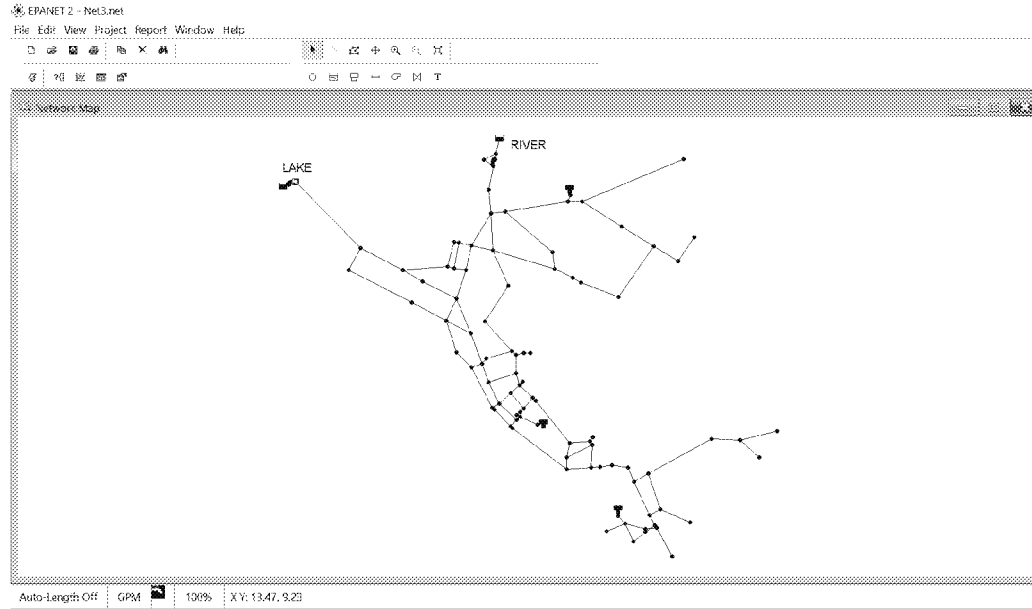 EPANET 2 - Net3.net
File Edit View Project Report Window Help
T
Network Map
RIVER
LAKE
Auto-Length Off GPM 100% X,Y: 13.47, 9.23